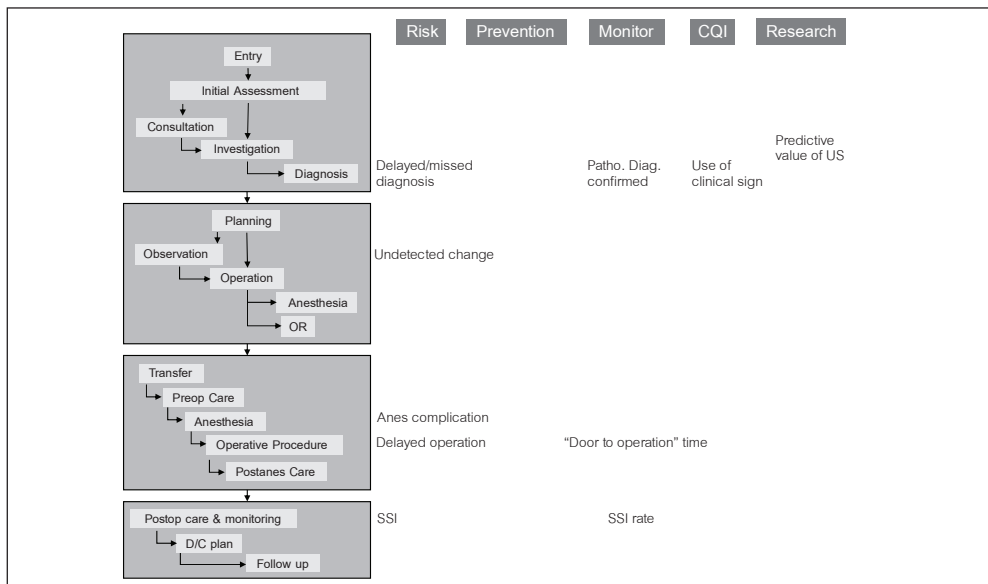 Risk Prevention Monitor CQI Research
Entry
Initial Assessment
Consultation
Investigation
Diagnosis
Delayed/missed
diagnosis
Patho. Diag.
confirmed
Use of
clinical sign
Predictive
value of US
Planning
Observation
Undetected change
Operation
Anesthesia
OR
Transfer
Preop Care
Anesthesia
Anes complication
Operative Procedure
Delayed operation
“Door to operation" time
Postanes Care
Postop care & monitoring
SSI
SSI rate
D/C plan
Follow up